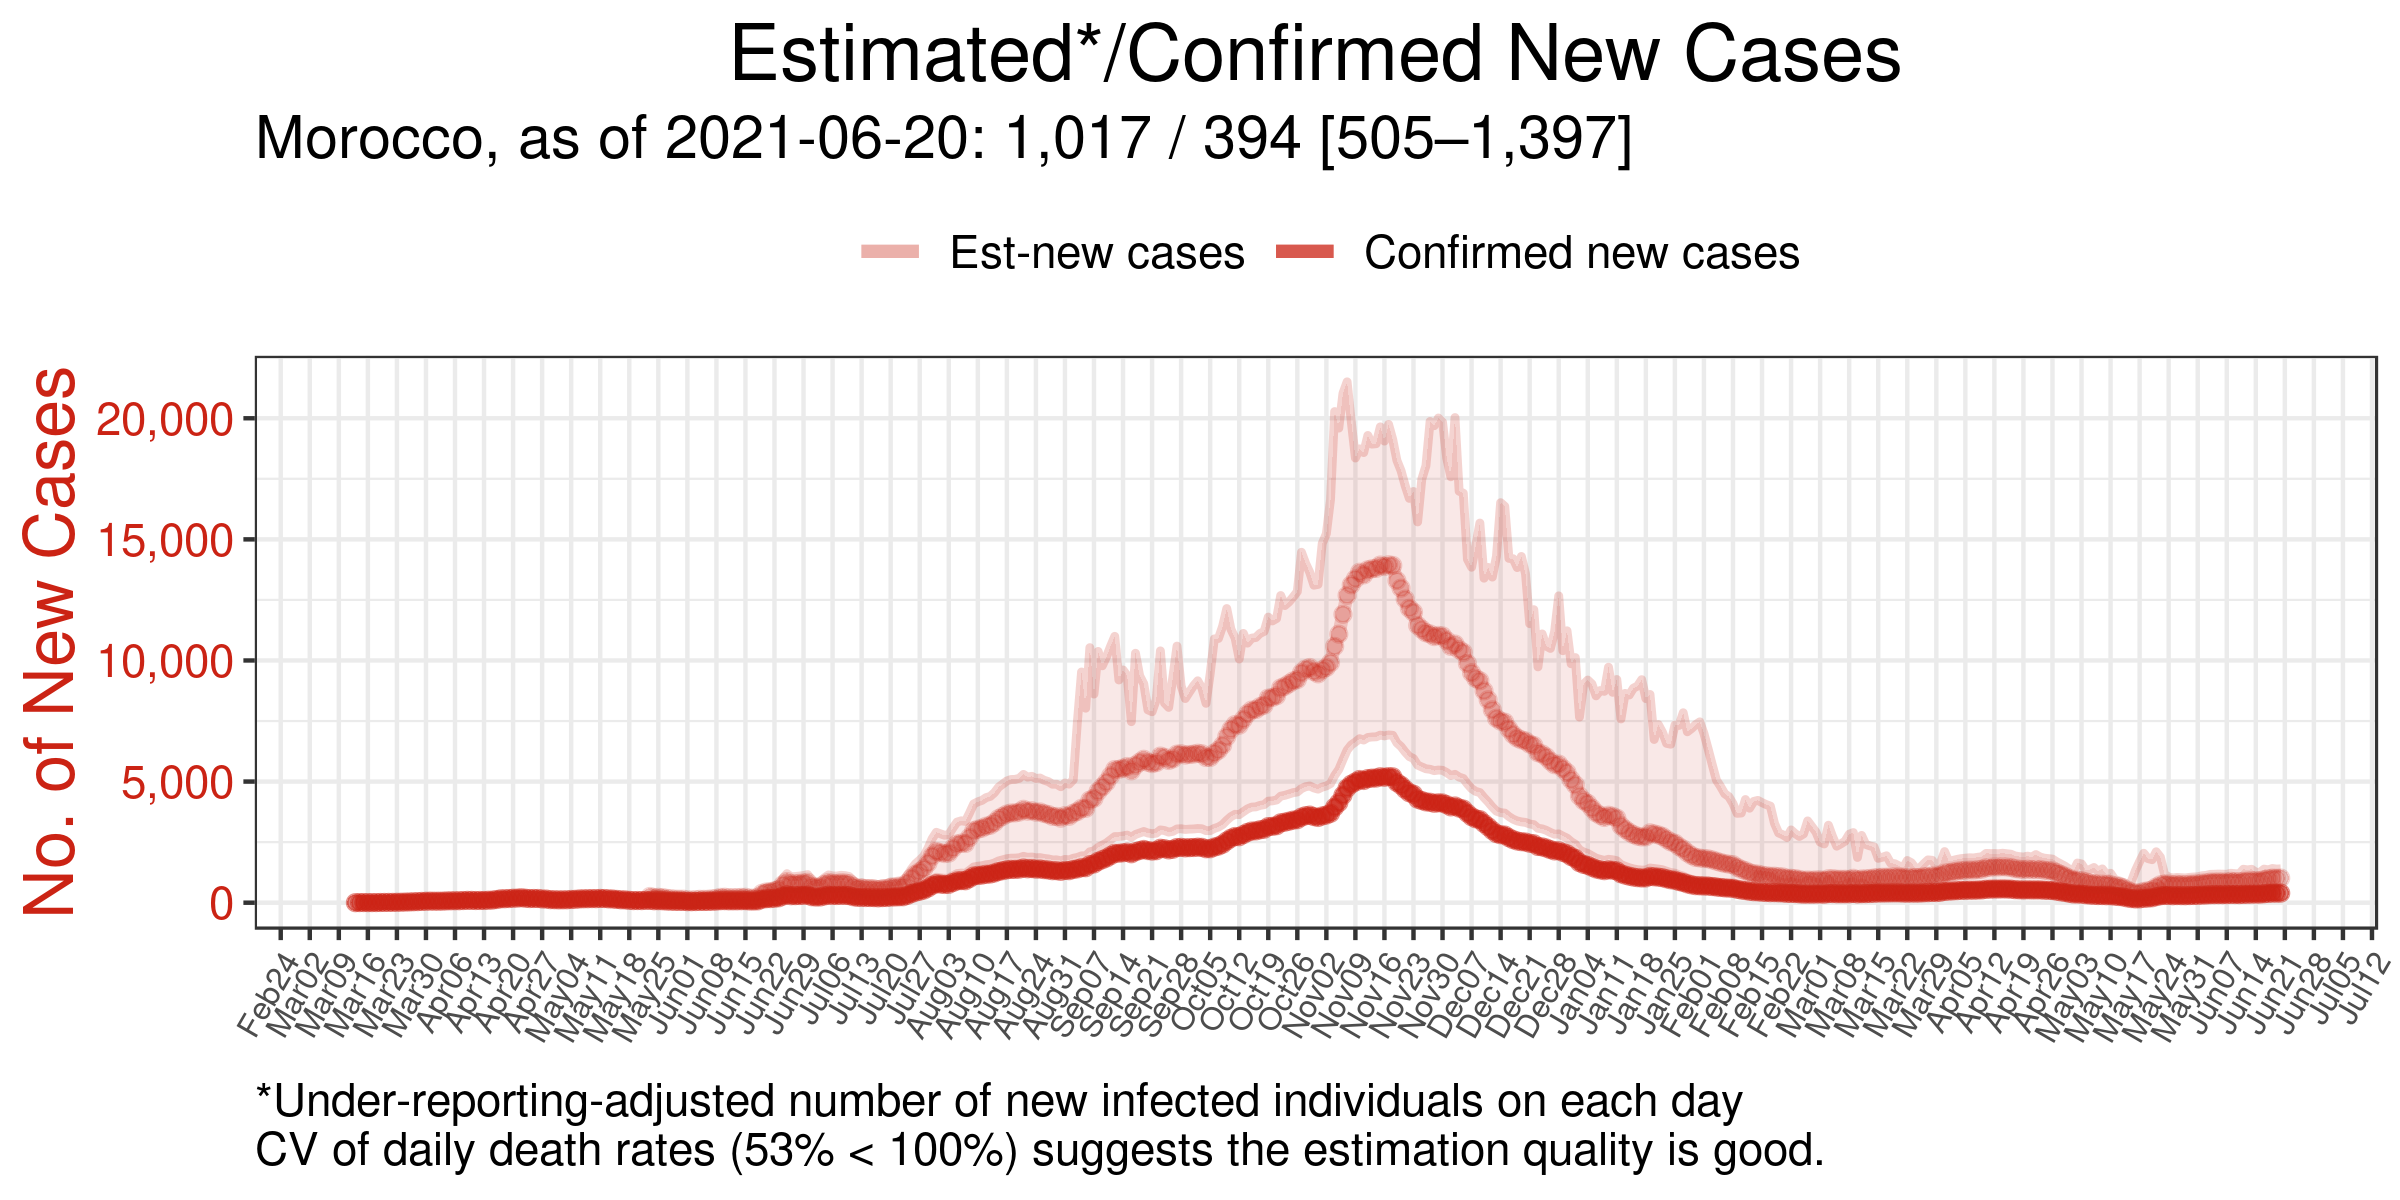 Estimated*/Confirmed New Cases
Morocco, as of 2021-06-20: 1,017 / 394 [505–1,397]
Est-new cases
Confirmed new cases
No. of New Cases
20,000
15,000
10,000
5,000
0
Feb24
Mar02
Mar09
Mar16
Mar23
Mar30
Apr06
Apr13
Apr20
Apr27
May04
May11
May18
May25
Jun01
Jun08
Jun15
Jun22
Jun29
Jul06
Jul13
Jul20
Jul27
Aug03
Aug10
Aug17
Aug24
Aug31
Sep07
Sep14
Sep21
Sep28
Oct05
Oct12
Oct19
Oct26
Nov02
Nov09
Nov16
Nov23
Nov30
Dec07
Dec14
Dec21
Dec28
Jan04
Jan11
Jan18
Jan25
Feb01
Feb08
Feb15
Feb22
Mar01
Mar08
Mar15
Mar22
Mar29
Apr05
Apr12
Apr19
Apr26
May03
May10
May17
May24
May31
Jun07
Jun14
Jun21
Jun28
Jul05
Jul12
*Under-reporting-adjusted number of new infected individuals on each day
CV of daily death rates (53% < 100%) suggests the estimation quality is good.